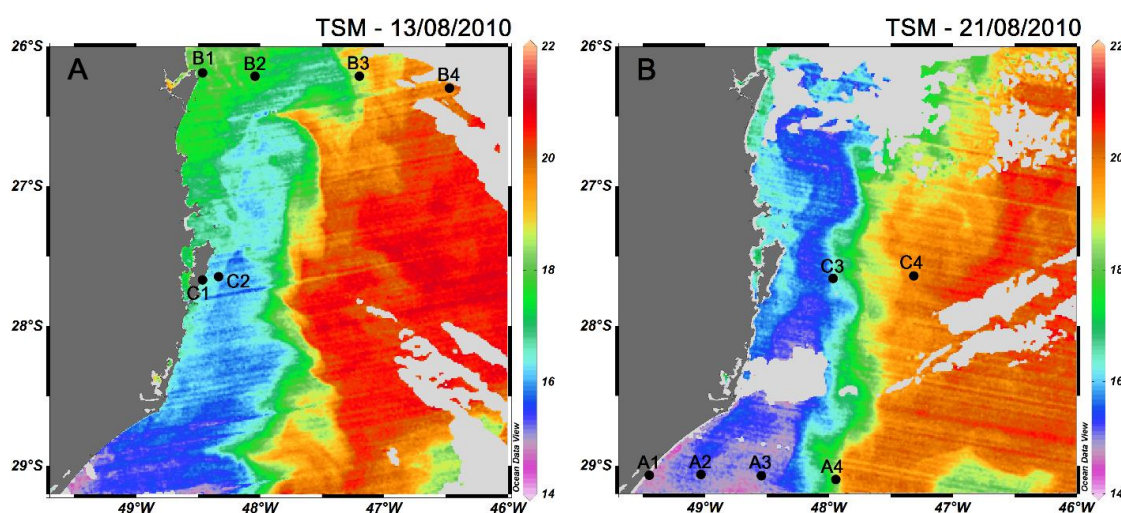 TSM - 13/08/2010
26°S
27°S
28°S
29°S
A
B1
B2
B3
B4
C1
C2
49°W
48°W
47°W
46°W
22
20
18
16
14
Ocean Data View
TSM - 21/08/2010
26°S
27°S
28°S
29°S
B
C3
C4
A1
A2
A3
A4
49°W
48°W
47°W
46°W
22
20
18
16
14
Ocean Data View